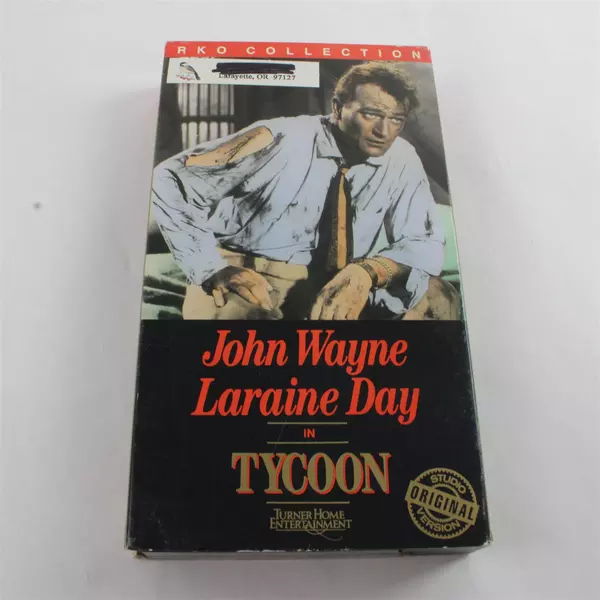 RKO COLLECTION
Lafayette, OR 97127
John Wayne
Laraine Day
IN
TYCOON
TURNER HOME
ENTERTAINMENT
STUDIO
ORIGINAL
VERSION